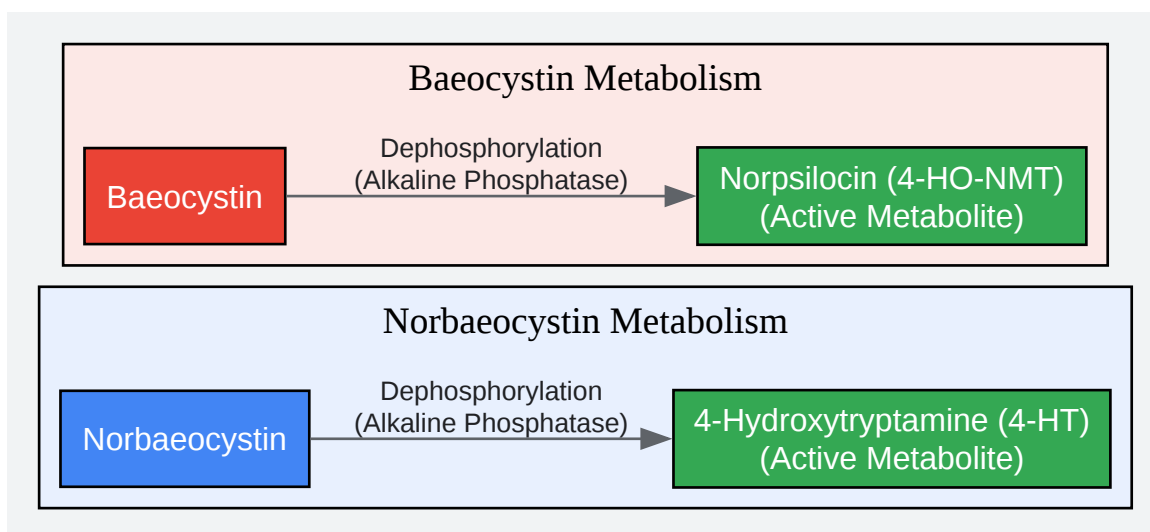 Baeocystin Metabolism
Dephosphorylation
(Alkaline Phosphatase)
Baeocystin
Norpsilocin (4-HO-NMT)
(Active Metabolite)
Norbaeocystin Metabolism
Dephosphorylation
(Alkaline Phosphatase)
Norbaeocystin
4-Hydroxytryptamine (4-HT)
(Active Metabolite)